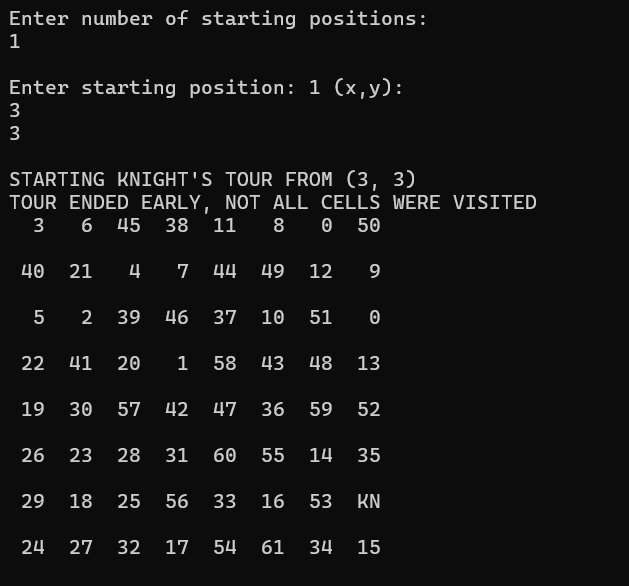 Enter number of starting positions:
1
Enter starting position: 1 (x,y):
3
3
STARTING KNIGHT'S TOUR FROM (3, 3)
TOUR ENDED EARLY, NOT ALL CELLS WERE VISITED
3 6 45 38 11 8 0 50
40 21 4 7 44 49 12 9
5 2 39 46 37 10 51 0
22 41 20 1 58 43 48 13
19 30 57 42 47 36 59 52
26 23 28 31 60 55 14 35
29 18 25 56 33 16 53 KN
24 27 32 17 54 61 34 15